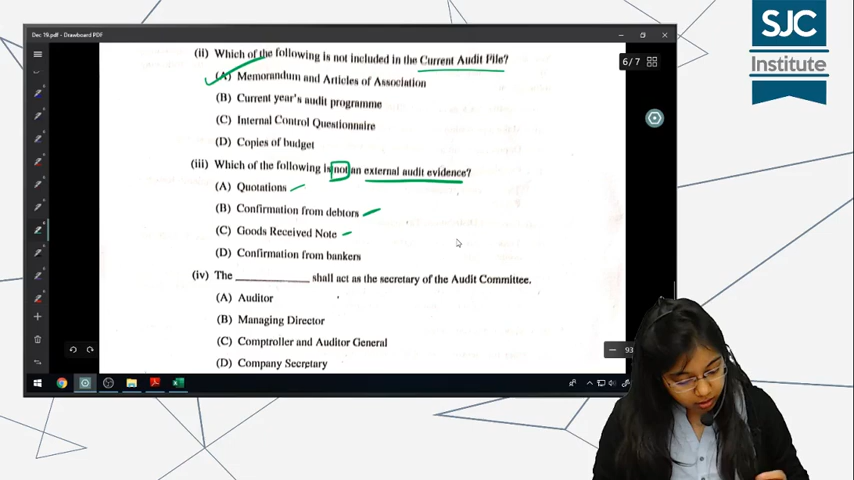 Dec 19.pdf - Drawboard PDF
SJC
Institute
6/7
(ii) Which of the following is not included in the Current Audit File?
(A) Memorandum and Articles of Association
(B) Current year's audit programme
(C) Internal Control Questionnaire
(D) Copies of budget
(iii) Which of the following is not an external audit evidence?
(A) Quotations
(B) Confirmation from debtors
(C) Goods Received Note
(D) Confirmation from bankers
(iv) The __________ shall act as the secretary of the Audit Committee.
(A) Auditor
(B) Managing Director
(C) Comptroller and Auditor General
(D) Company Secretary
93